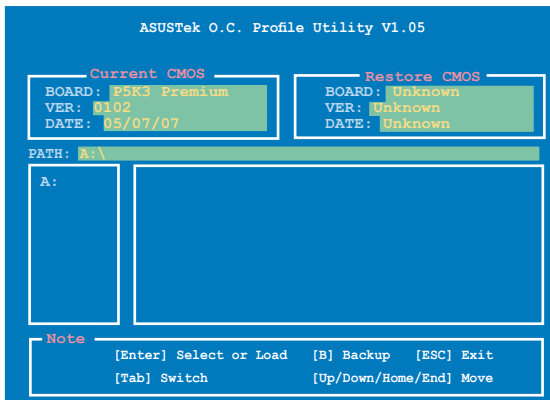 ASUSTek O.C. Profile Utility V1.05
Current CMOS
BOARD: P5K3 Premium
VER: 0102
DATE: 05/07/07
Restore CMOS
BOARD: Unknown
VER: Unknown
DATE: Unknown
PATH: A:\
A:
Note
[Enter] Select or Load [B] Backup [ESC] Exit
[Tab] Switch [Up/Down/Home/End] Move